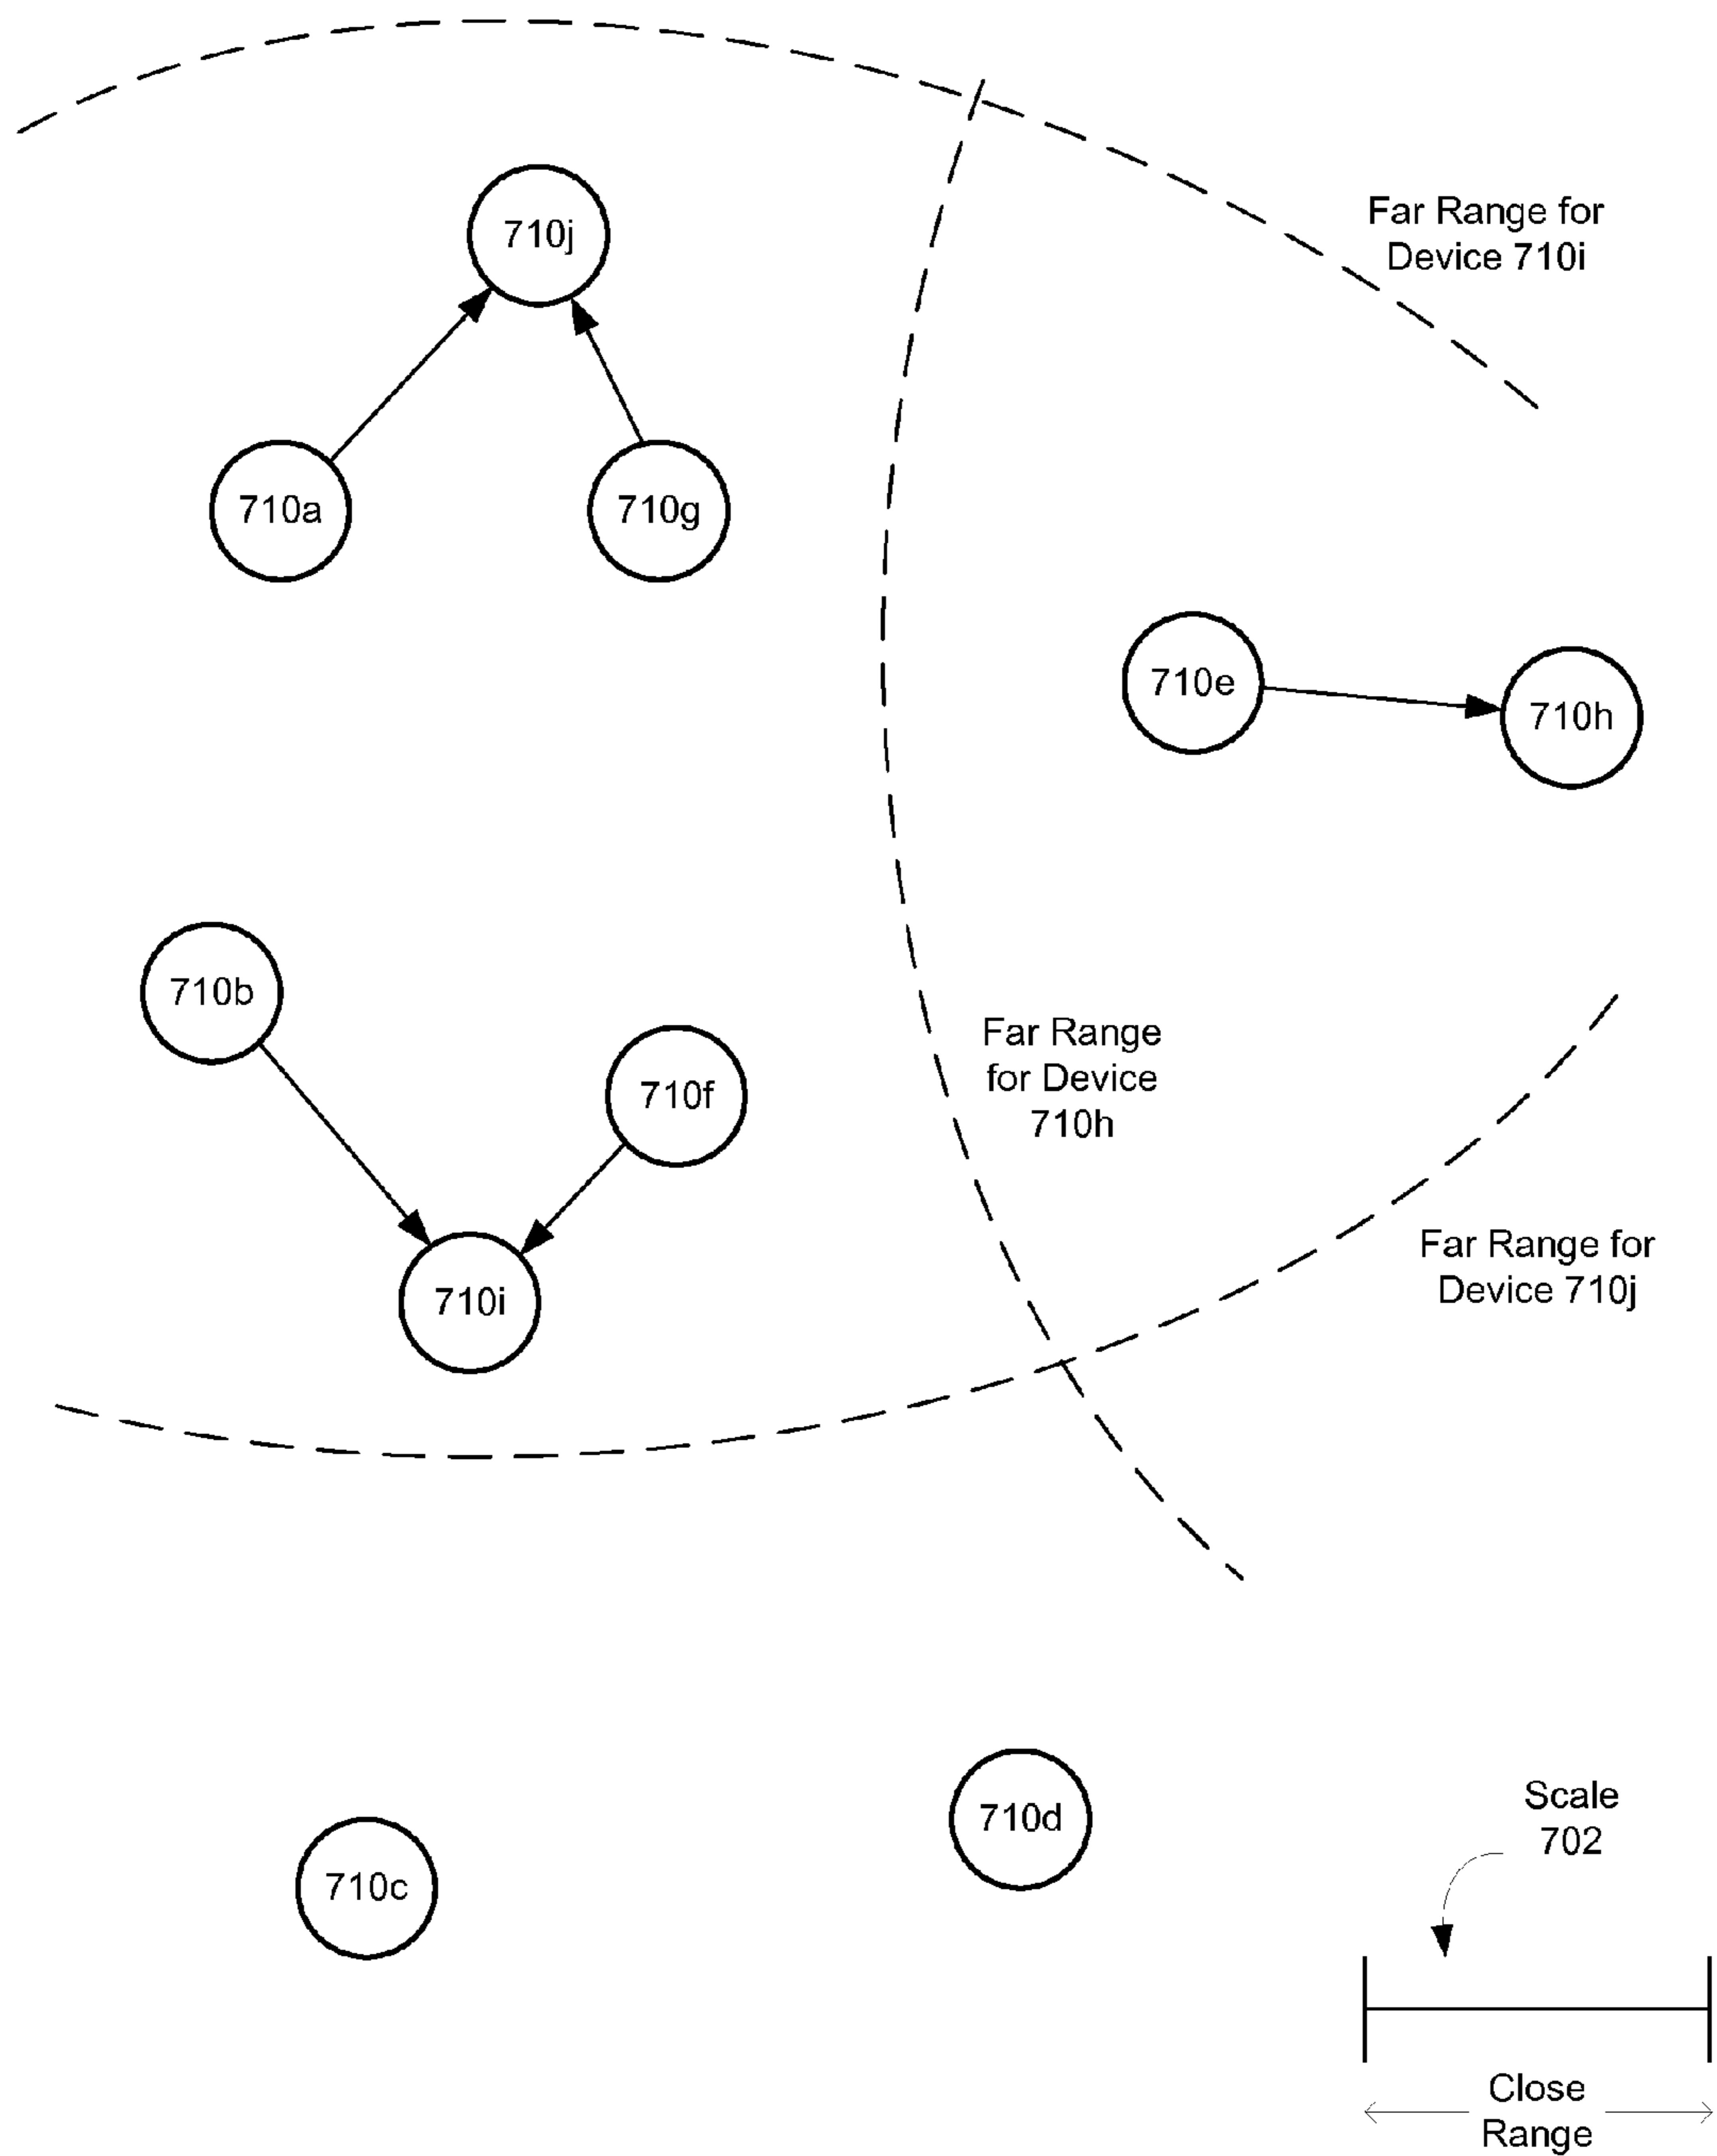 710j
Far Range for
Device 710i
710a
710g
710e
710h
710b
710f
Far Range
for Device
710h
710i
Far Range for
Device 710j
710d
710c
Scale
702
Close
Range